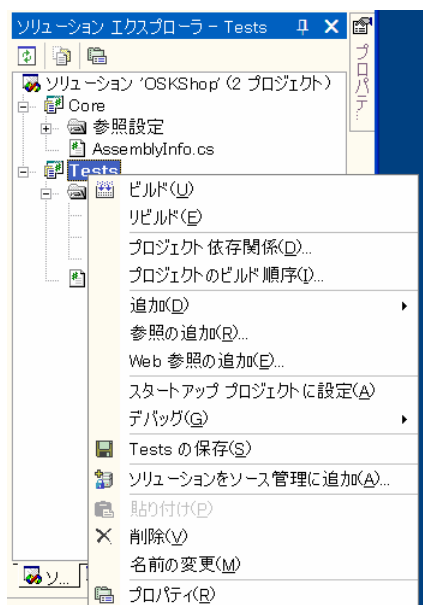 ソリューション エクスプローラ - Tests
プロパテ...
ソリューション 'OSKShop' (2 プロジェクト)
Core
参照設定
AssemblyInfo.cs
Tests
ビルド(U)
リビルド(E)
プロジェクト依存関係(D)...
プロジェクトのビルド順序(I)...
追加(D)
参照の追加(R)...
Web 参照の追加(E)...
スタートアップ プロジェクトに設定(A)
デバッグ(G)
Tests の保存(S)
ソリューションをソース管理に追加(A)...
貼り付け(P)
削除(V)
名前の変更(M)
プロパティ(R)
ソ...